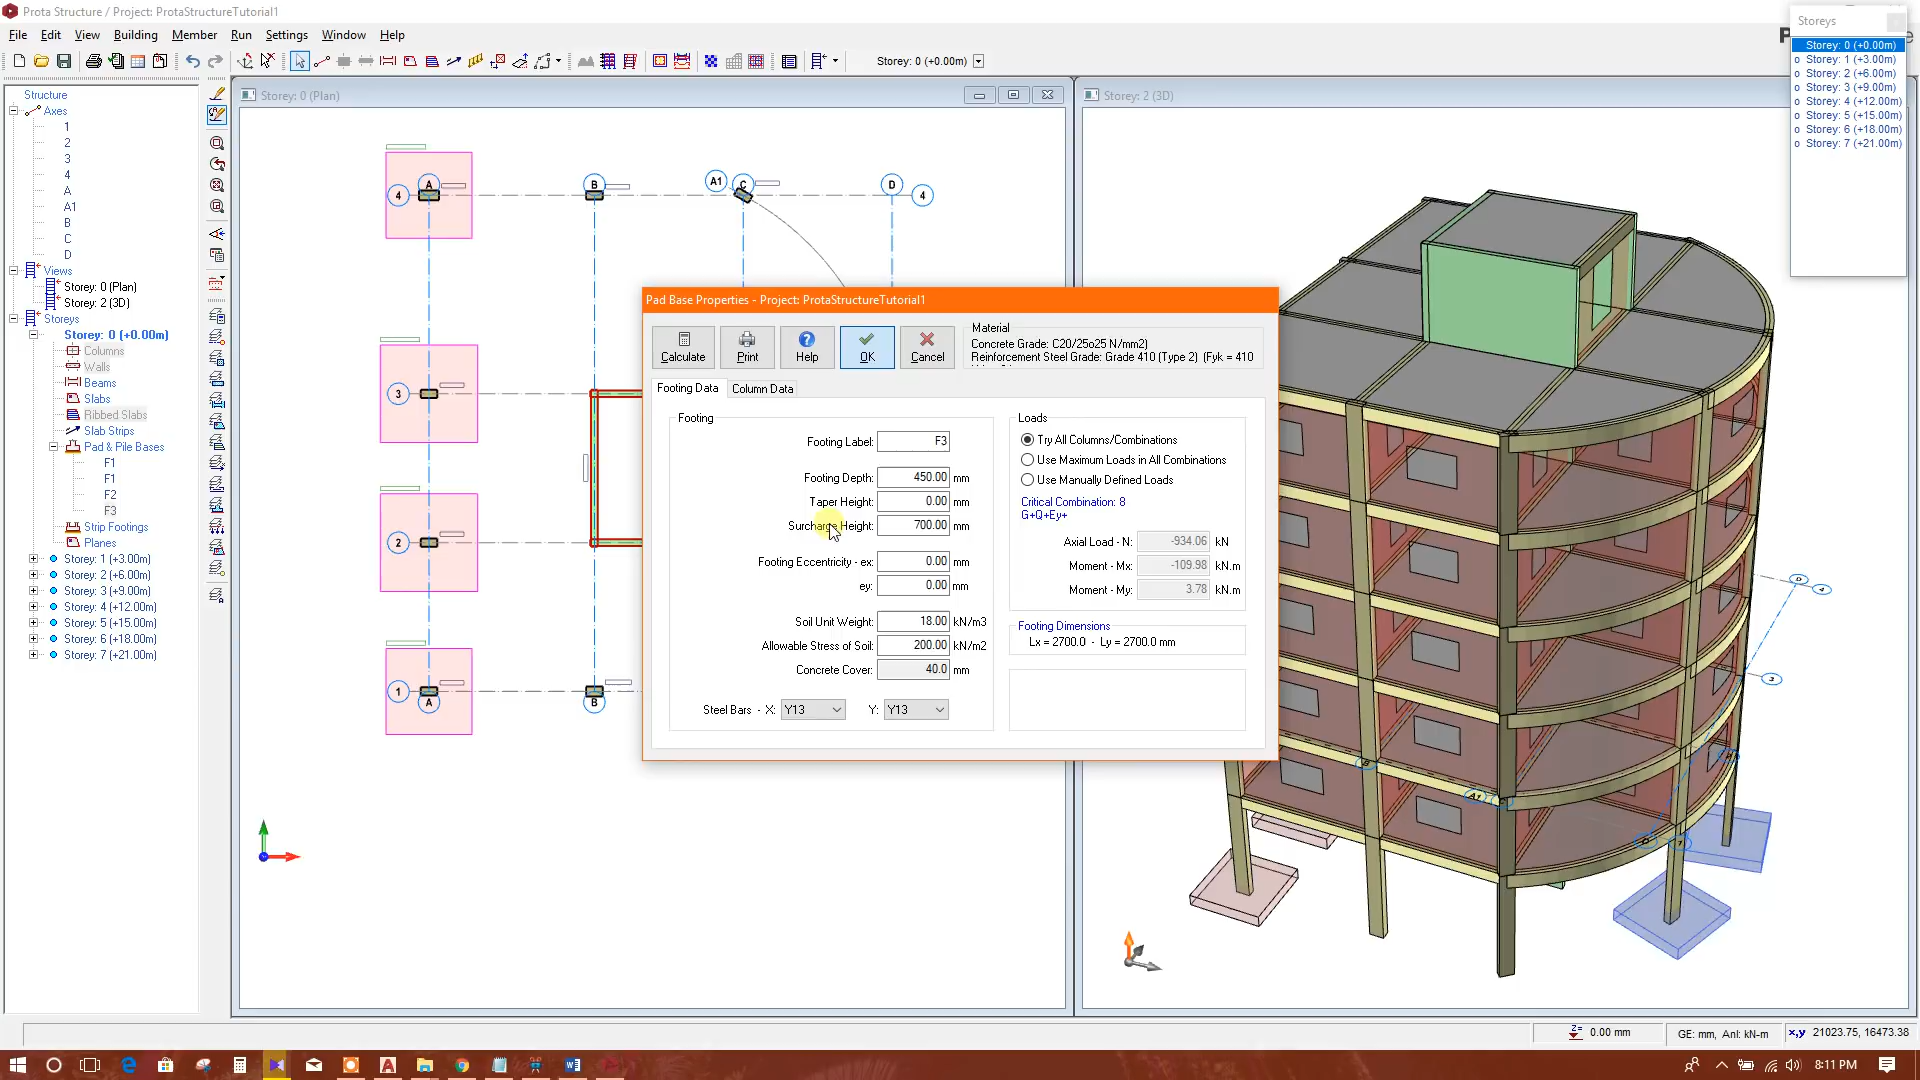 Prota Structure / Project: ProtaStructureTutorial1
File Edit View Building Member Run Settings Window Help
Storey: 0 (+0.00m)
Storeys
Storey: 0 (+0.00m)
Storey: 1 (+3.00m)
Storey: 2 (+6.00m)
Storey: 3 (+9.00m)
Storey: 4 (+12.00m)
Storey: 5 (+15.00m)
Storey: 6 (+18.00m)
Storey: 7 (+21.00m)
Structure
Axes
1
2
3
4
A
A1
B
C
D
Views
Storey: 0 (Plan)
Storey: 2 (3D)
Storeys
Storey: 0 (+0.00m)
Columns
Walls
Beams
Slabs
Ribbed Slabs
Slab Strips
Pad & Pile Bases
F1
F1
F2
F3
Strip Footings
Planes
Storey: 1 (+3.00m)
Storey: 2 (+6.00m)
Storey: 3 (+9.00m)
Storey: 4 (+12.00m)
Storey: 5 (+15.00m)
Storey: 6 (+18.00m)
Storey: 7 (+21.00m)
Storey: 0 (Plan)
4 A B A1 C D 4
3
2
1 A B
Storey: 2 (3D)
D 4
3
B
A1
Pad Base Properties - Project: ProtaStructureTutorial1
Calculate Print Help OK Cancel
Material
Concrete Grade: C20/25o25 N/mm2)
Reinforcement Steel Grade: Grade 410 (Type 2) (Fyk = 410
Footing Data Column Data
Footing
Footing Label: F3
Footing Depth: 450.00 mm
Taper Height: 0.00 mm
Surcharge Height: 700.00 mm
Footing Eccentricity - ex: 0.00 mm
ey: 0.00 mm
Soil Unit Weight: 18.00 kN/m3
Allowable Stress of Soil: 200.00 kN/m2
Concrete Cover: 40.0 mm
Steel Bars - X: Y13 Y: Y13
Loads
Try All Columns/Combinations
Use Maximum Loads in All Combinations
Use Manually Defined Loads
Critical Combination: 8
G+Q+Ey+
Axial Load - N: -934.06 kN
Moment - Mx: -109.98 kN.m
Moment - My: 3.78 kN.m
Footing Dimensions
Lx = 2700.0 - Ly = 2700.0 mm
Z= 0.00 mm
GE: mm, Anl: kN-m
x,y 21023.75, 16473.38
8:11 PM